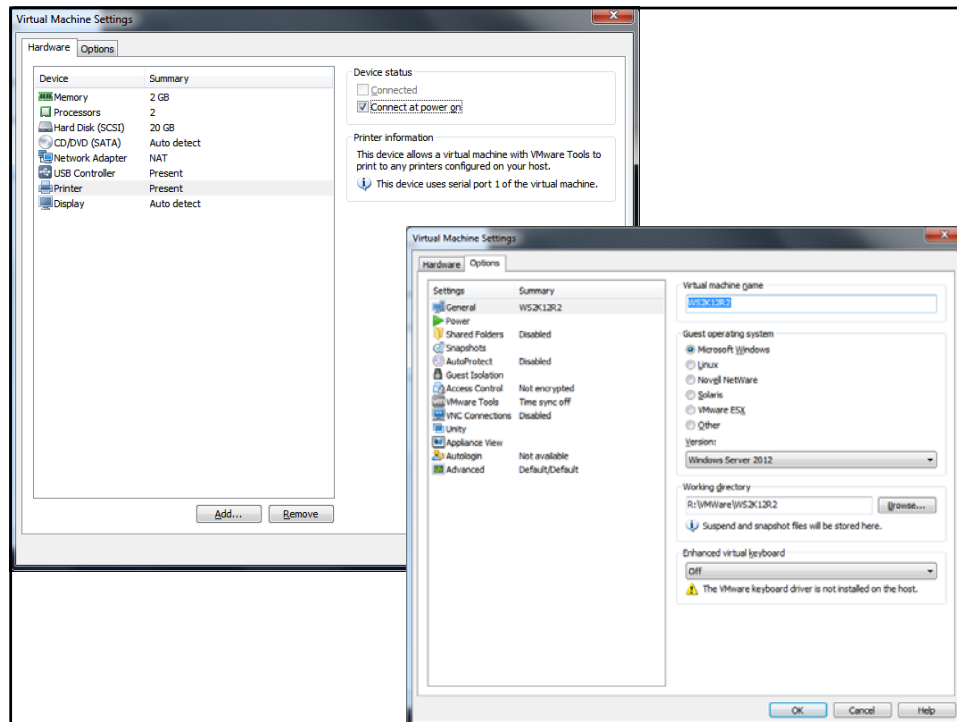 Virtual Machine Settings
Hardware Options
Device Summary
Memory 2 GB
Processors 2
Hard Disk (SCSI) 20 GB
CD/DVD (SATA) Auto detect
Network Adapter NAT
USB Controller Present
Printer Present
Display Auto detect
Add... Remove
Device status
Connected
Connect at power on
Printer information
This device allows a virtual machine with VMware Tools to
print to any printers configured on your host.
This device uses serial port 1 of the virtual machine.
Virtual Machine Settings
Hardware Options
Settings Summary
General WS2K12R2
Power
Shared Folders Disabled
Snapshots
AutoProtect Disabled
Guest Isolation
Access Control Not encrypted
VMware Tools Time sync off
VNC Connections Disabled
Unity
Appliance View
Autologin Not available
Advanced Default/Default
Virtual machine name
WS2K12R2
Guest operating system
Microsoft Windows
Linux
Novell NetWare
Solaris
VMware ESX
Other
Version:
Windows Server 2012
Working directory
R:\VMWare\WS2K12R2 Browse...
Suspend and snapshot files will be stored here.
Enhanced virtual keyboard
Off
The VMware keyboard driver is not installed on the host.
OK Cancel Help